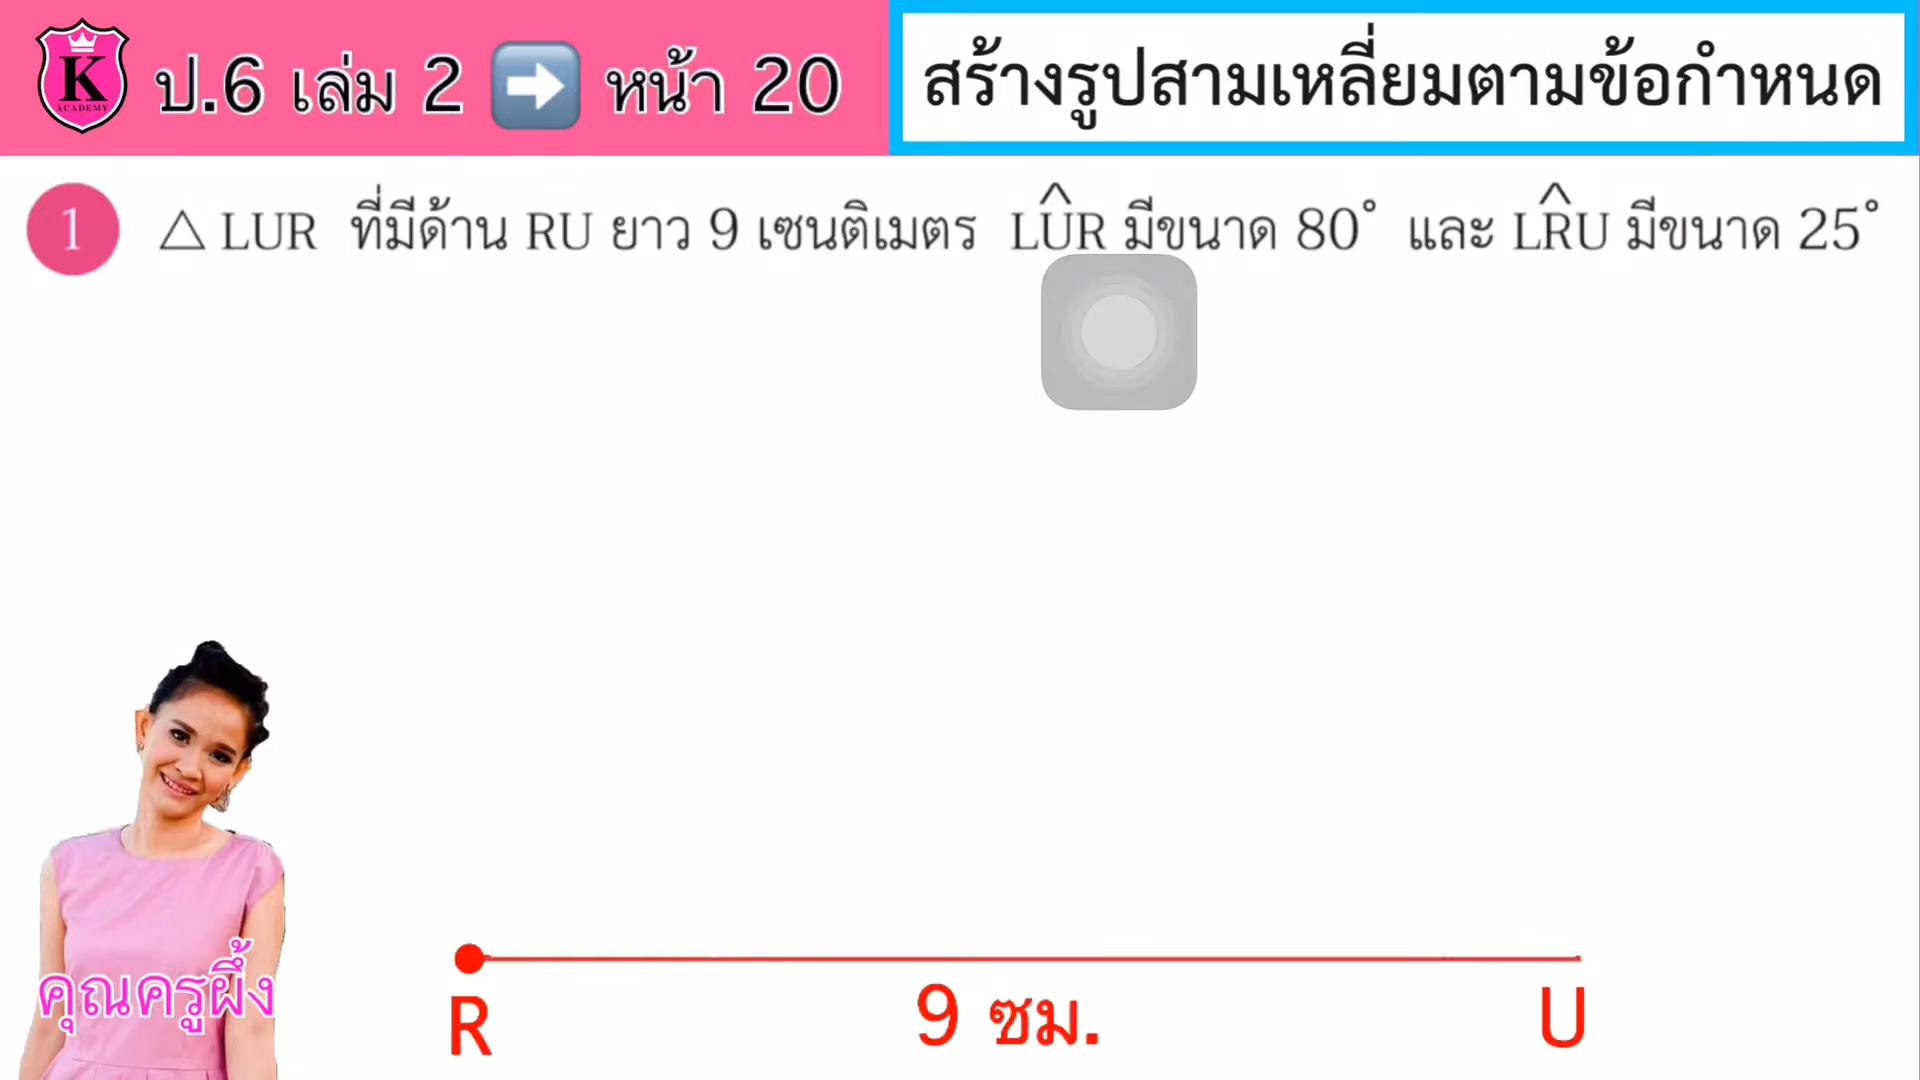 K
ACADEMY
ป.6 เล่ม 2 ➡ หน้า 20
สร้างรูปสามเหลี่ยมตามข้อกำหนด
1 △ LUR ที่มีด้าน RU ยาว 9 เซนติเมตร LÛR มีขนาด 80° และ LR̂U มีขนาด 25°
คุณครูผึ้ง
R 9 ซม. U